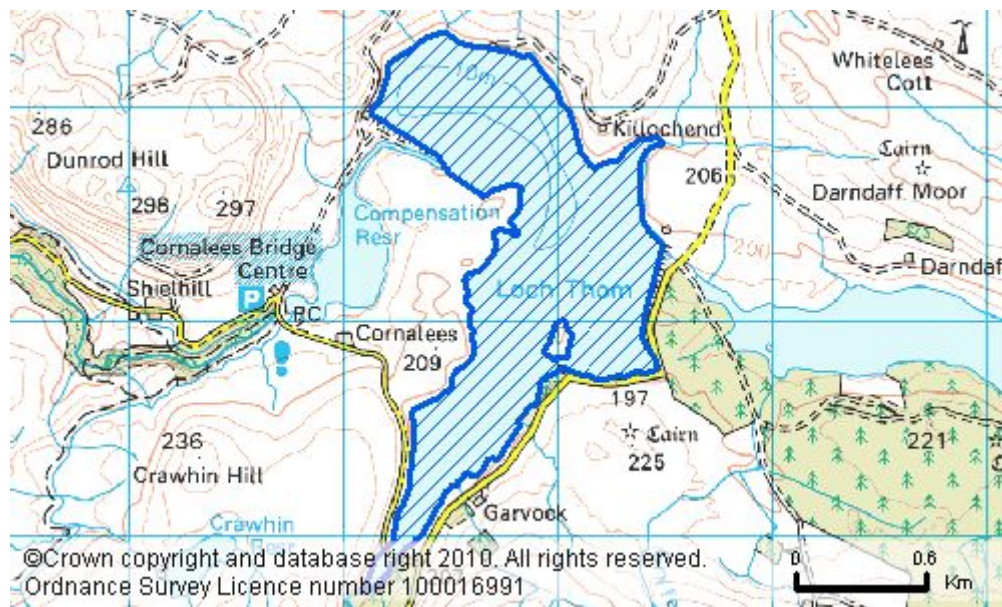 10m
Whitelees
Cott
286
Killochend
Dunrod Hill
Cairn
206
Darndaff Moor
298
297
Compensation
Resr
200
Cornalees Bridge
Centre
Darndaf
Shielhill
P
Loch Thom
PC
Cornalees
209
197
Cairn
236
225
221
Crawhin Hill
Garvock
Crawhin
©Crown copyright and database right 2010. All rights reserved.
Ordnance Survey Licence number 100016991
0
0.6
Km